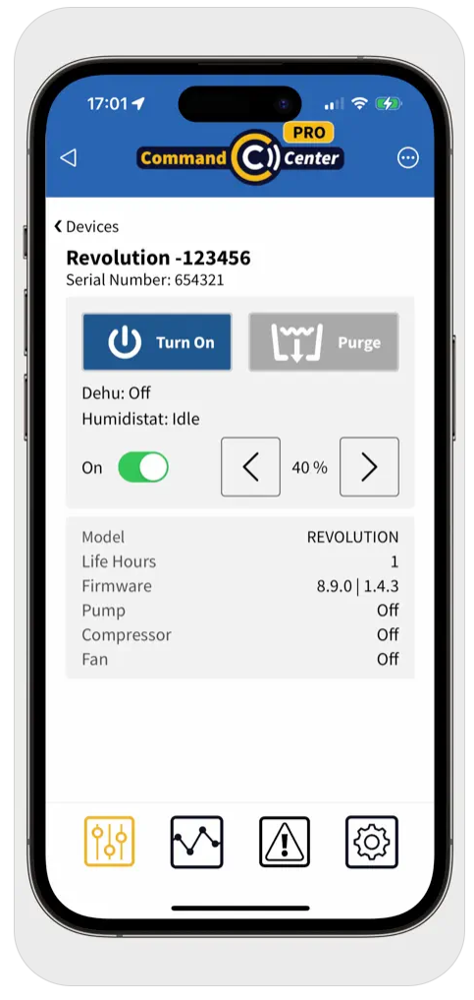 17:01
PRO
Command C Center
Devices
Revolution -123456
Serial Number: 654321
Turn On
Purge
Dehu: Off
Humidistat: Idle
On
40 %
Model REVOLUTION
Life Hours 1
Firmware 8.9.0 | 1.4.3
Pump Off
Compressor Off
Fan Off